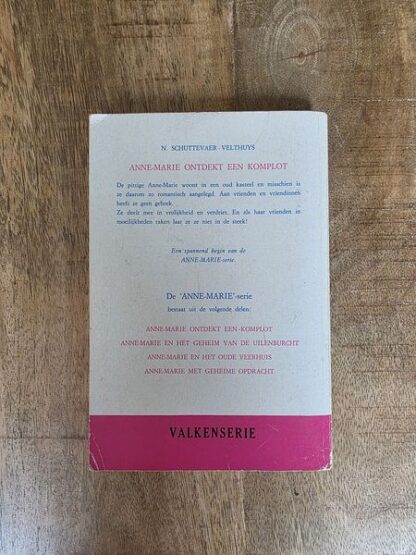 N. SCHUTTEVAER-VELTHUYS
ANNE-MARIE ONTDEKT EEN KOMPLOT
De pittige Anne-Marie woont in een oud kasteel en misschien is
ze daarom zo romantisch aangelegd. Aan vrienden en vriendinnen
heeft ze geen gebrek.
Ze deelt mee in vrolijkheid en verdriet. En als haar vrienden in
moeilijkheden raken laat ze ze niet in de steek!
Een spannend begin van de
ANNE-MARIE-serie.
De 'ANNE-MARIE'-serie
bestaat uit de volgende delen:
ANNE-MARIE ONTDEKT EEN KOMPLOT
ANNE-MARIE EN HET GEHEIM VAN DE UILENBURCHT
ANNE-MARIE EN HET OUDE VEERHUIS
ANNE-MARIE MET GEHEIME OPDRACHT
VALKENSERIE